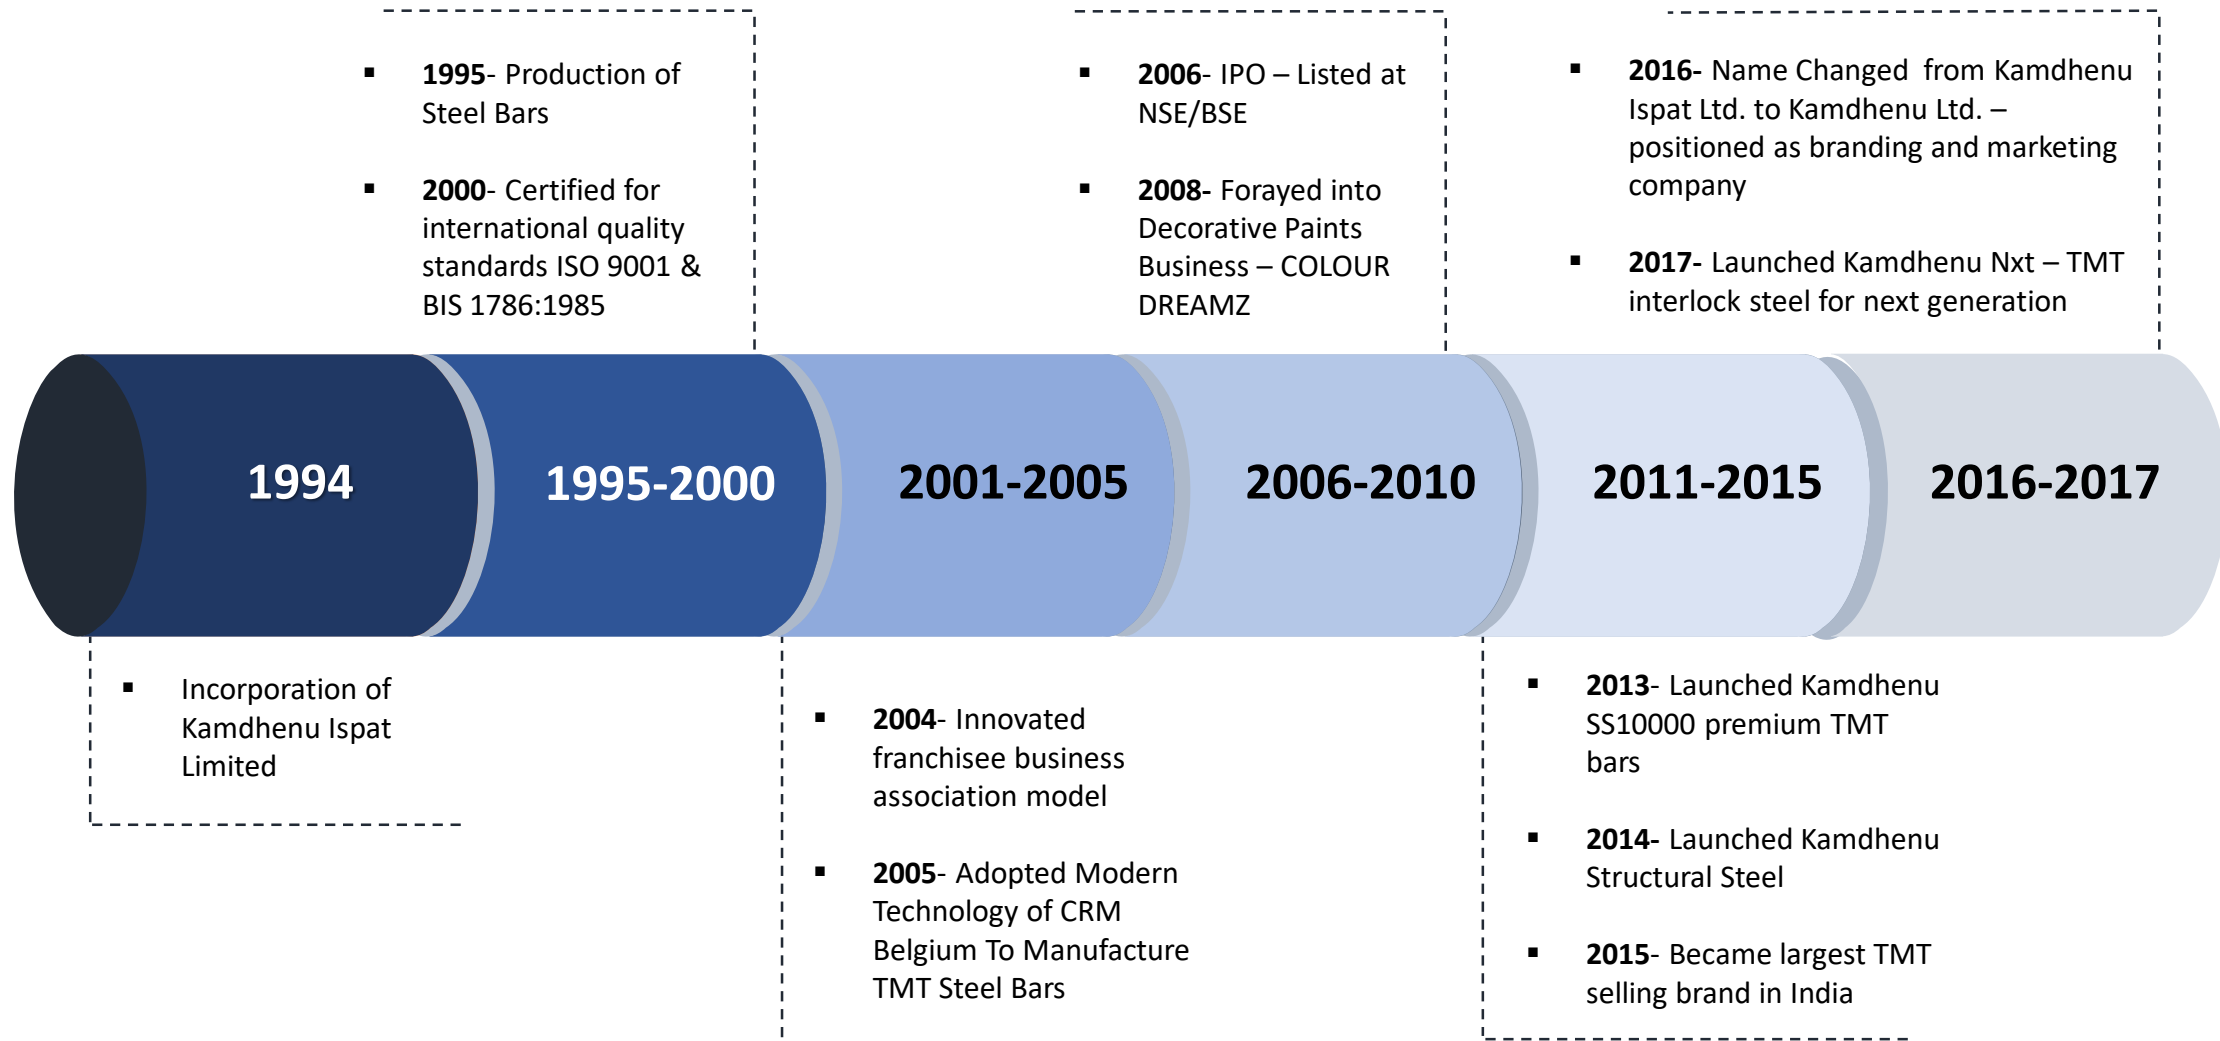 ▪ 1995- Production of
Steel Bars
▪ 2000- Certified for
international quality
standards ISO 9001 &
BIS 1786:1985
▪ 2006- IPO – Listed at
NSE/BSE
▪ 2008- Forayed into
Decorative Paints
Business – COLOUR
DREAMZ
▪ 2016- Name Changed from Kamdhenu
Ispat Ltd. to Kamdhenu Ltd. –
positioned as branding and marketing
company
▪ 2017- Launched Kamdhenu Nxt – TMT
interlock steel for next generation
1994
1995-2000
2001-2005
2006-2010
2011-2015
2016-2017
▪ Incorporation of
Kamdhenu Ispat
Limited
▪ 2004- Innovated
franchisee business
association model
▪ 2005- Adopted Modern
Technology of CRM
Belgium To Manufacture
TMT Steel Bars
▪ 2013- Launched Kamdhenu
SS10000 premium TMT
bars
▪ 2014- Launched Kamdhenu
Structural Steel
▪ 2015- Became largest TMT
selling brand in India